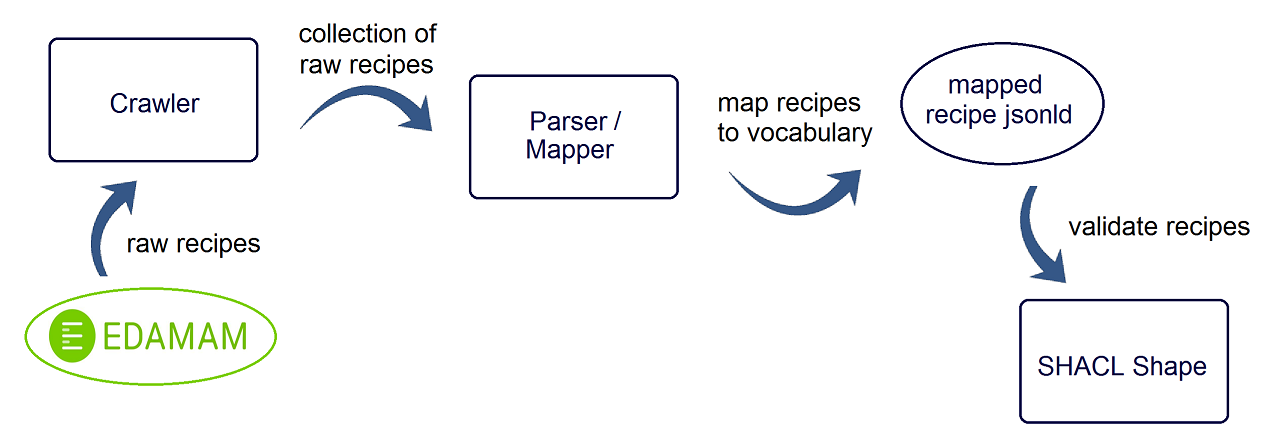 Crawler
collection of
raw recipes
Parser /
Mapper
map recipes
to vocabulary
mapped
recipe jsonld
raw recipes
validate recipes
EDAMAM
SHACL Shape